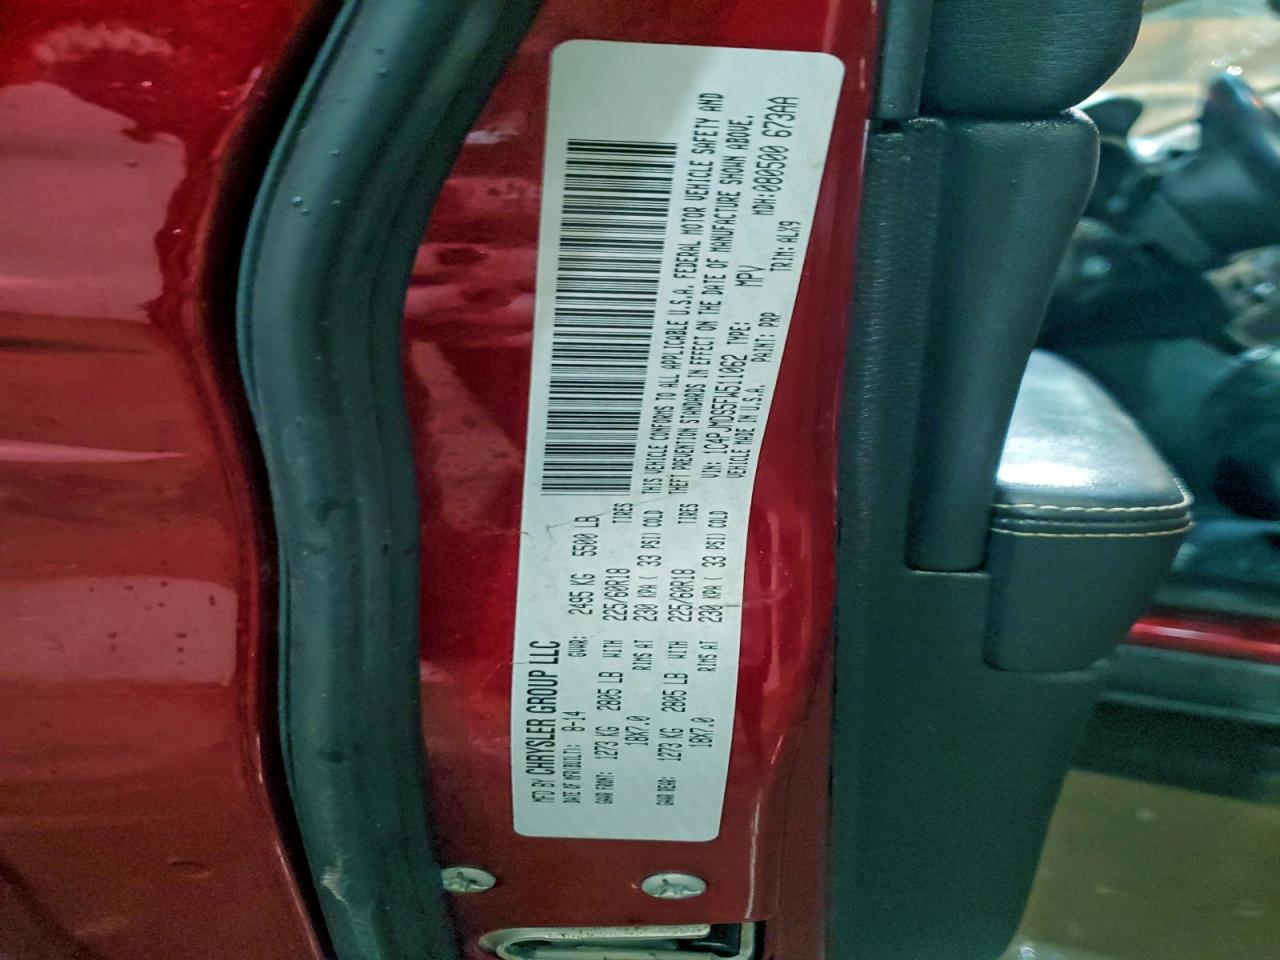 MFD BY CHRYSLER GROUP LLC
DATE OF MFR(BUILT): 8-14 GVWR: 2495 KG 5500 LB
GAWR FRONT: 1273 KG 2805 LB WITH 225/60R18 TIRES
18X7.0 RIMS AT 230 KPA ( 33 PSI) COLD
GAWR REAR: 1273 KG 2805 LB WITH 225/60R18 TIRES
18X7.0 RIMS AT 230 KPA ( 33 PSI) COLD
THIS VEHICLE CONFORMS TO ALL APPLICABLE U.S.A. FEDERAL MOTOR VEHICLE SAFETY AND
THEFT PREVENTION STANDARDS IN EFFECT ON THE DATE OF MANUFACTURE SHOWN ABOVE.
VIN: 1C4PJMDS5FW511062 TYPE: MPV MDH:080500 673AA
VEHICLE MADE IN U.S.A. PAINT: PRP TRIM: ALX9